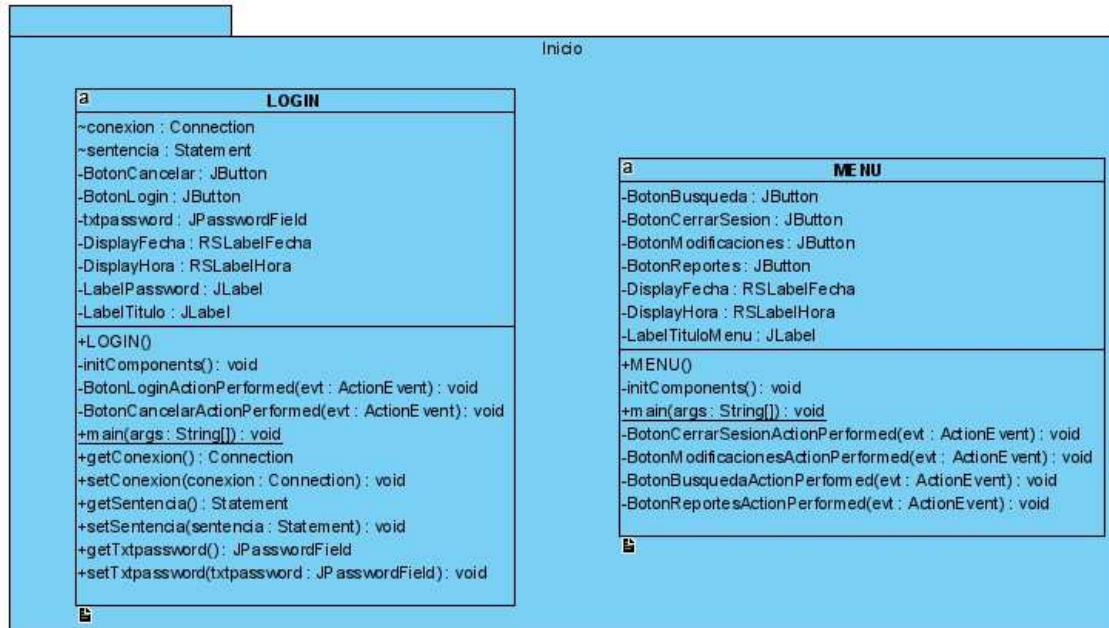 Inicio
a
LOGIN
~conexion : Connection
~sentencia : Statement
-BotonCancelar : JButton
-BotonLogin : JButton
-txtpassword : JPasswordField
-DisplayFecha : RSLabelFecha
-DisplayHora : RSLabelHora
-LabelPassword : JLabel
-LabelTitulo : JLabel
+LOGIN()
-initComponents() : void
-BotonLoginActionPerformed(evt : ActionEvent) : void
-BotonCancelarActionPerformed(evt : ActionEvent) : void
+main(args : String[]) : void
+getConexion() : Connection
+setConexion(conexion : Connection) : void
+getSentencia() : Statement
+setSentencia(sentencia : Statement) : void
+getTxtpassword() : JPasswordField
+setTxtpassword(txtpassword : JPasswordField) : void
a
MENU
-BotonBusqueda : JButton
-BotonCerrarSesion : JButton
-BotonModificaciones : JButton
-BotonReportes : JButton
-DisplayFecha : RSLabelFecha
-DisplayHora : RSLabelHora
-LabelTituloMenu : JLabel
+MENU()
-initComponents() : void
+main(args : String[]) : void
-BotonCerrarSesionActionPerformed(evt : ActionEvent) : void
-BotonModificacionesActionPerformed(evt : ActionEvent) : void
-BotonBusquedaActionPerformed(evt : ActionEvent) : void
-BotonReportesActionPerformed(evt : ActionEvent) : void